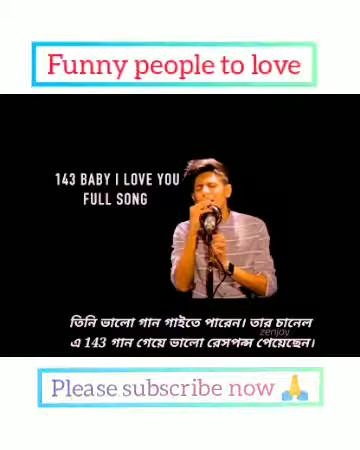 Funny people to love
143 BABY I LOVE YOU
FULL SONG
তিনি ভালো গান গাইতে পারেন। তার চানেল
zenjoy
এ 143 গান গেয়ে ভালো রেসপন্স পেয়েছেন।
Please subscribe now 🙏